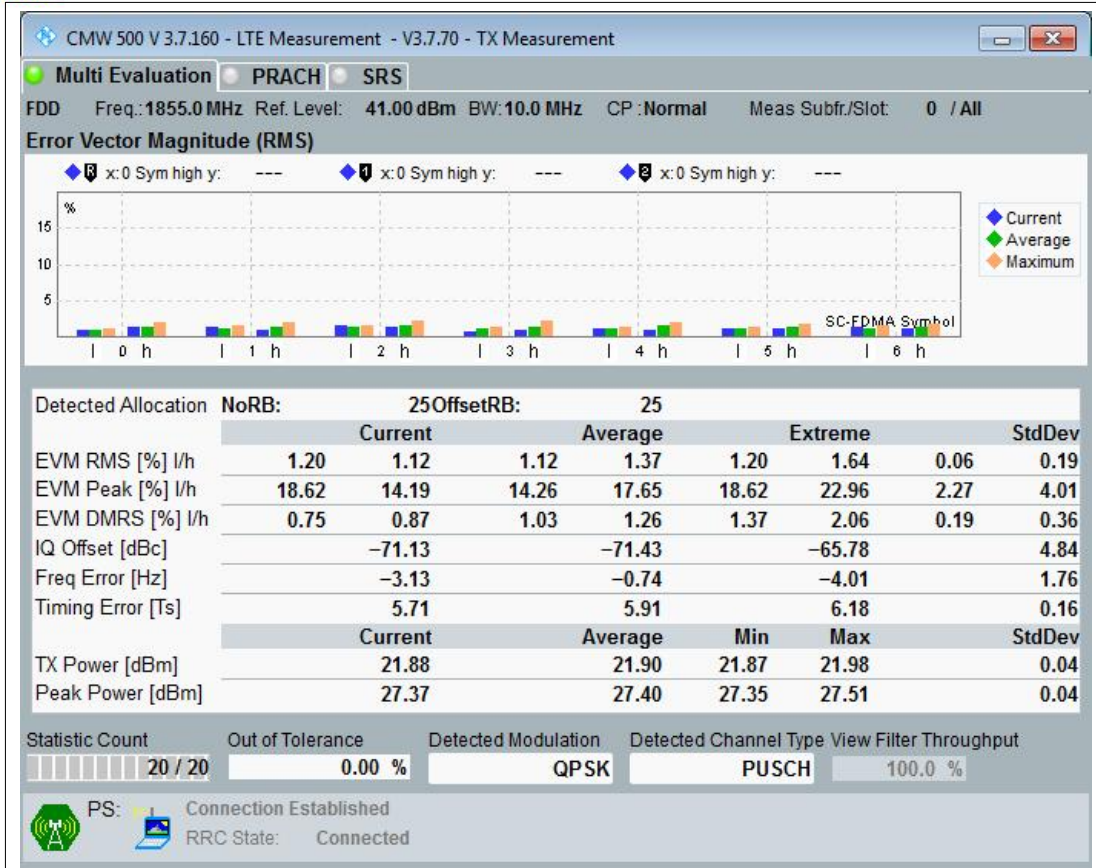 CMW 500 V 3.7.160 - LTE Measurement - V3.7.70 - TX Measurement
Multi Evaluation PRACH SRS
FDD Freq.: 1855.0 MHz Ref. Level: 41.00 dBm BW: 10.0 MHz CP : Normal Meas Subfr./Slot: 0 / All
Error Vector Magnitude (RMS)
R x: 0 Sym high y: --- 1 x: 0 Sym high y: --- 2 x: 0 Sym high y: ---
%
15
10
5
Current
Average
Maximum
SC-FDMA Symbol
l 0 h l 1 h l 2 h l 3 h l 4 h l 5 h l 6 h
Detected Allocation NoRB: 25 OffsetRB: 25
Current Average Extreme StdDev
EVM RMS [%] l/h 1.20 1.12 1.12 1.37 1.20 1.64 0.06 0.19
EVM Peak [%] l/h 18.62 14.19 14.26 17.65 18.62 22.96 2.27 4.01
EVM DMRS [%] l/h 0.75 0.87 1.03 1.26 1.37 2.06 0.19 0.36
IQ Offset [dBc] −71.13 −71.43 −65.78 4.84
Freq Error [Hz] −3.13 −0.74 −4.01 1.76
Timing Error [Ts] 5.71 5.91 6.18 0.16
Current Average Min Max StdDev
TX Power [dBm] 21.88 21.90 21.87 21.98 0.04
Peak Power [dBm] 27.37 27.40 27.35 27.51 0.04
Statistic Count Out of Tolerance Detected Modulation Detected Channel Type View Filter Throughput
20 / 20 0.00 % QPSK PUSCH 100.0 %
PS: Connection Established
RRC State: Connected